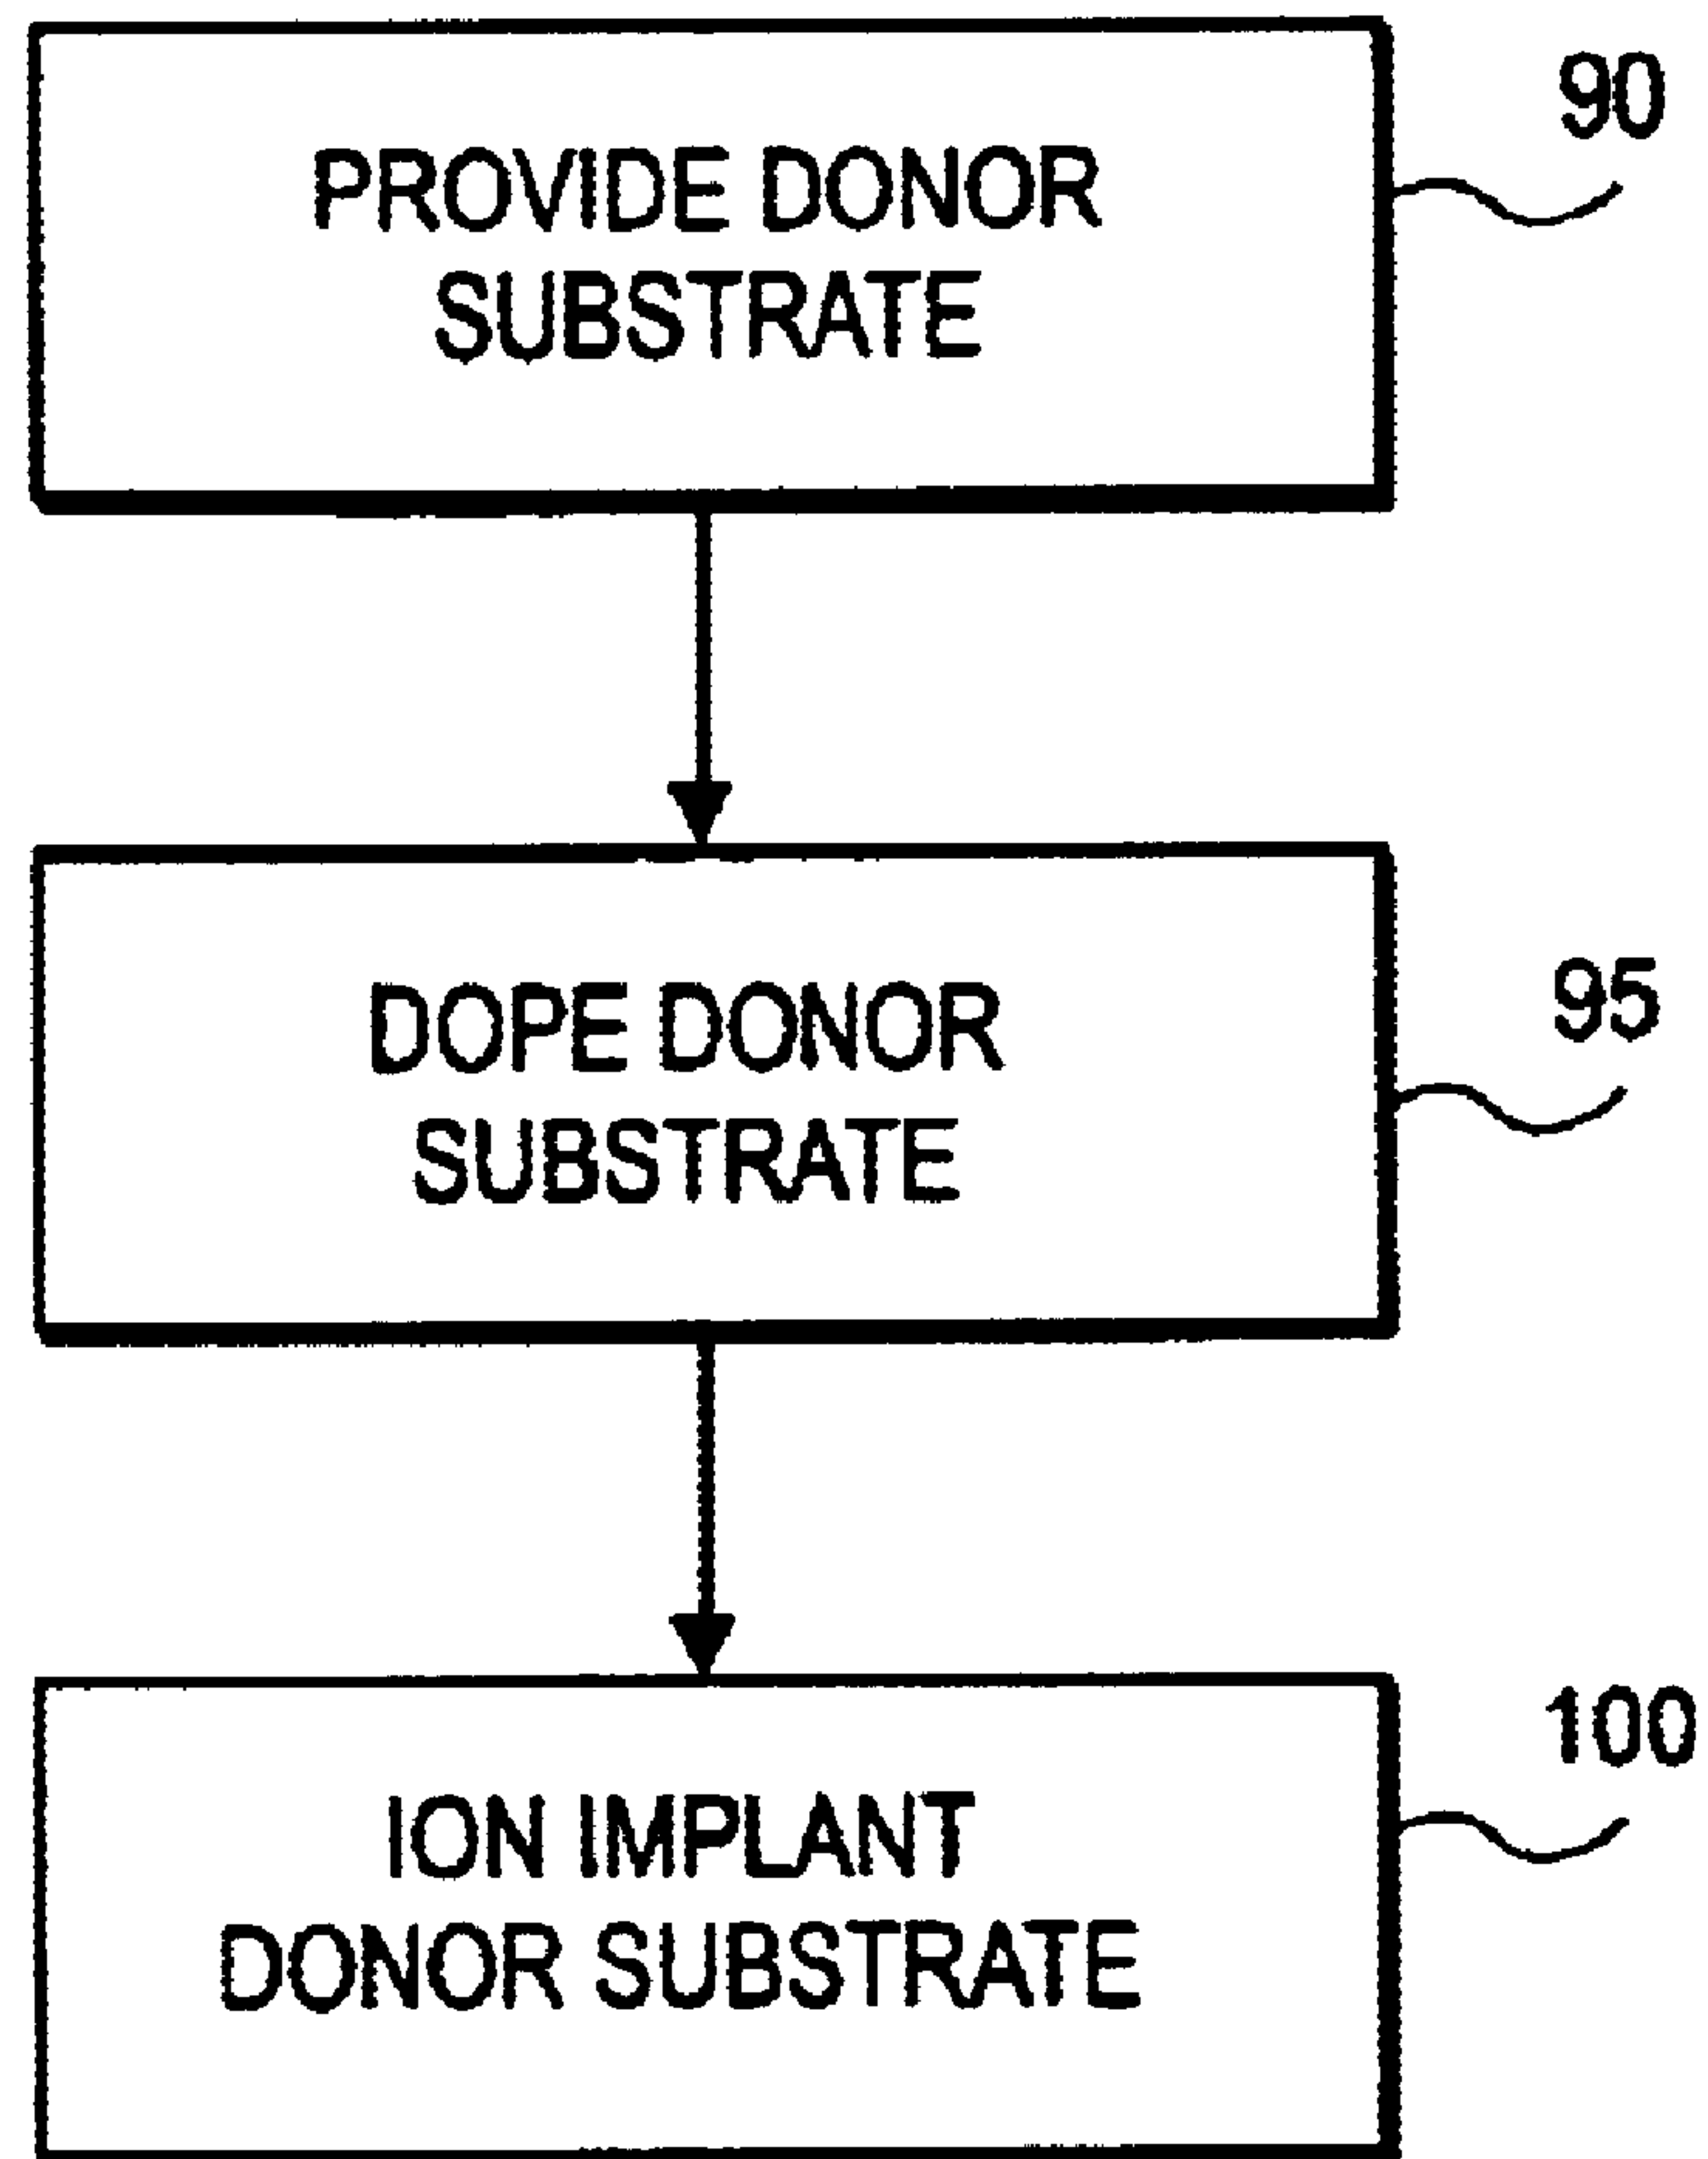 PROVIDE DONOR
SUBSTRATE
90
DOPE DONOR
SUBSTRATE
95
ION IMPLANT
DONOR SUBSTRATE
100